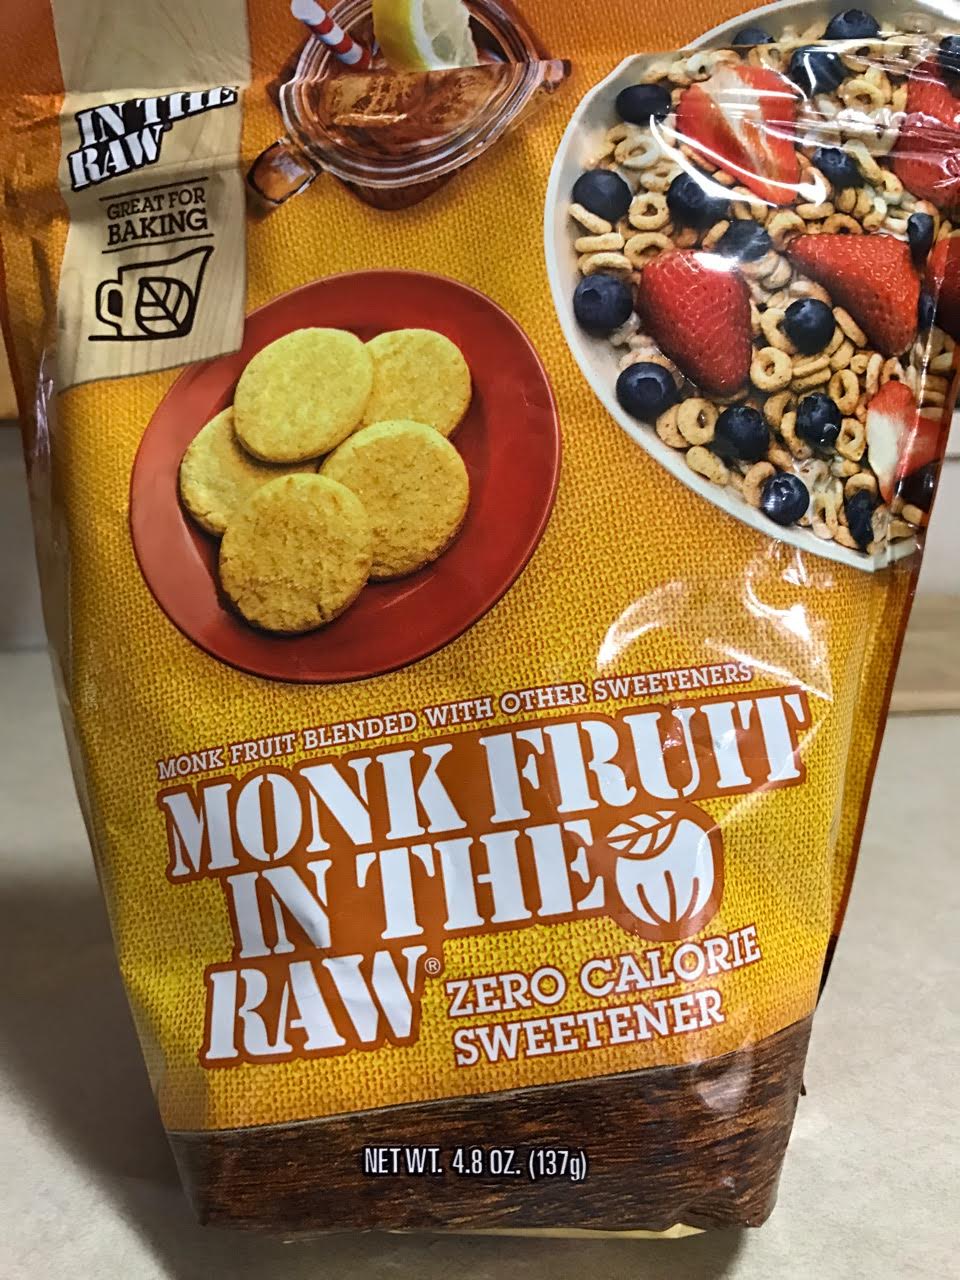 IN THE
RAW
GREAT FOR
BAKING
MONK FRUIT BLENDED WITH OTHER SWEETENERS
MONK FRUIT
IN THE
RAW®
ZERO CALORIE
SWEETENER
NET WT. 4.8 OZ. (137g)